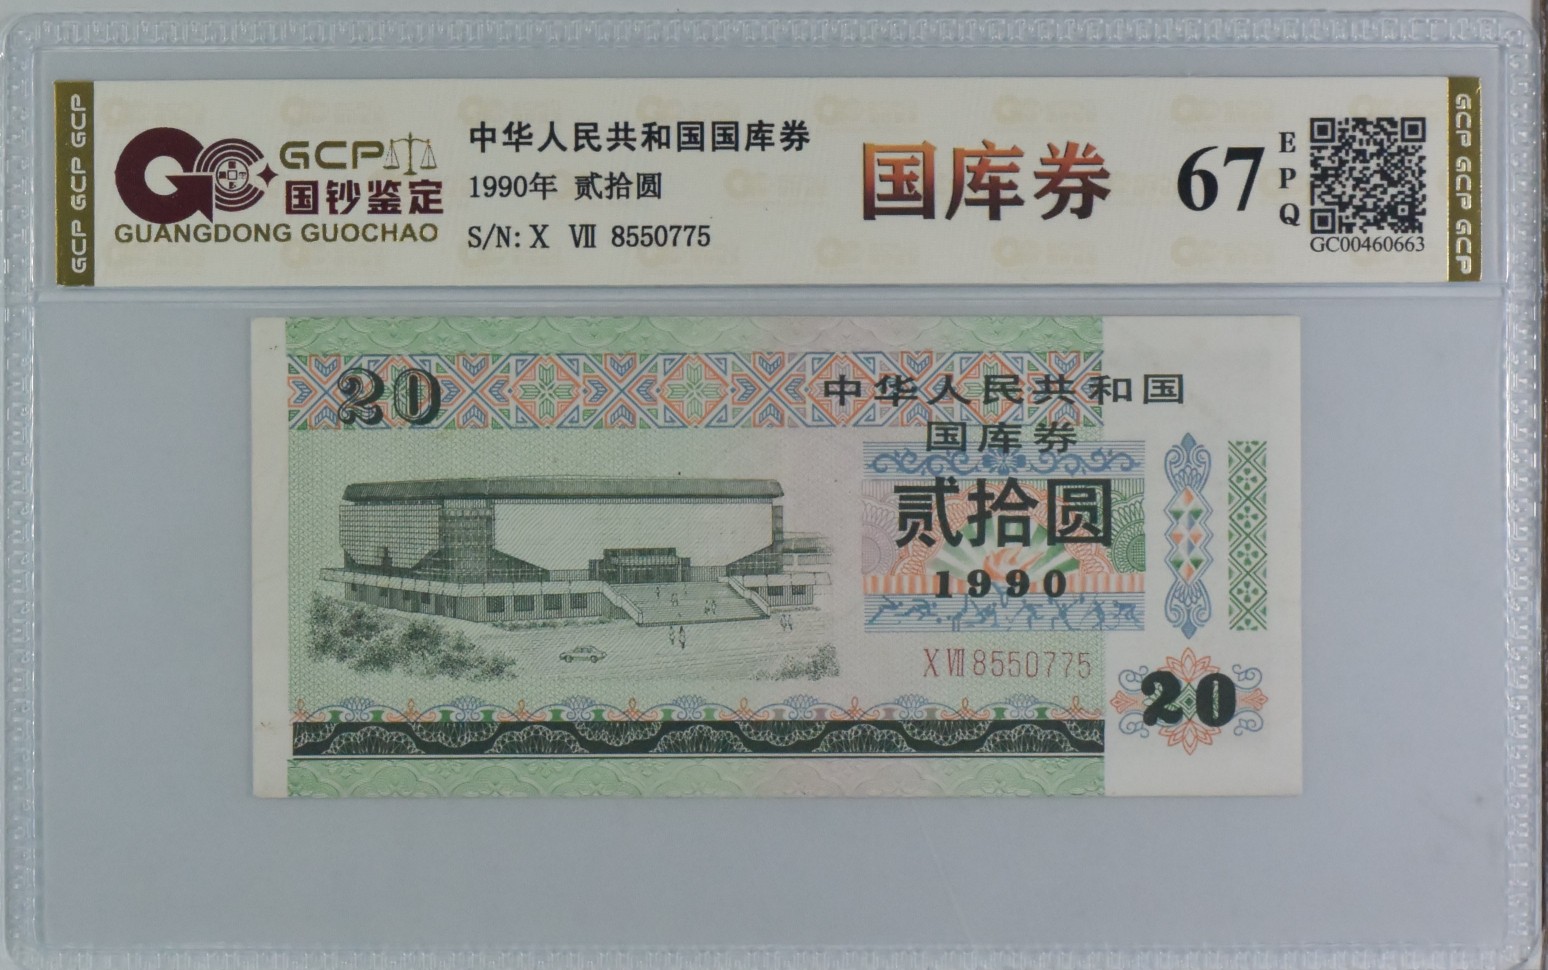 GCP GCP GCP
GCP
国钞鉴定
GUANGDONG GUOCHAO
中华人民共和国国库券
1990年 贰拾圆
S/N: X Ⅶ 8550775
国库券
67
EPQ
GC00460663
GCP GCP GCP
20
中华人民共和国
国库券
贰拾圆
1990
X Ⅶ 8550775
20